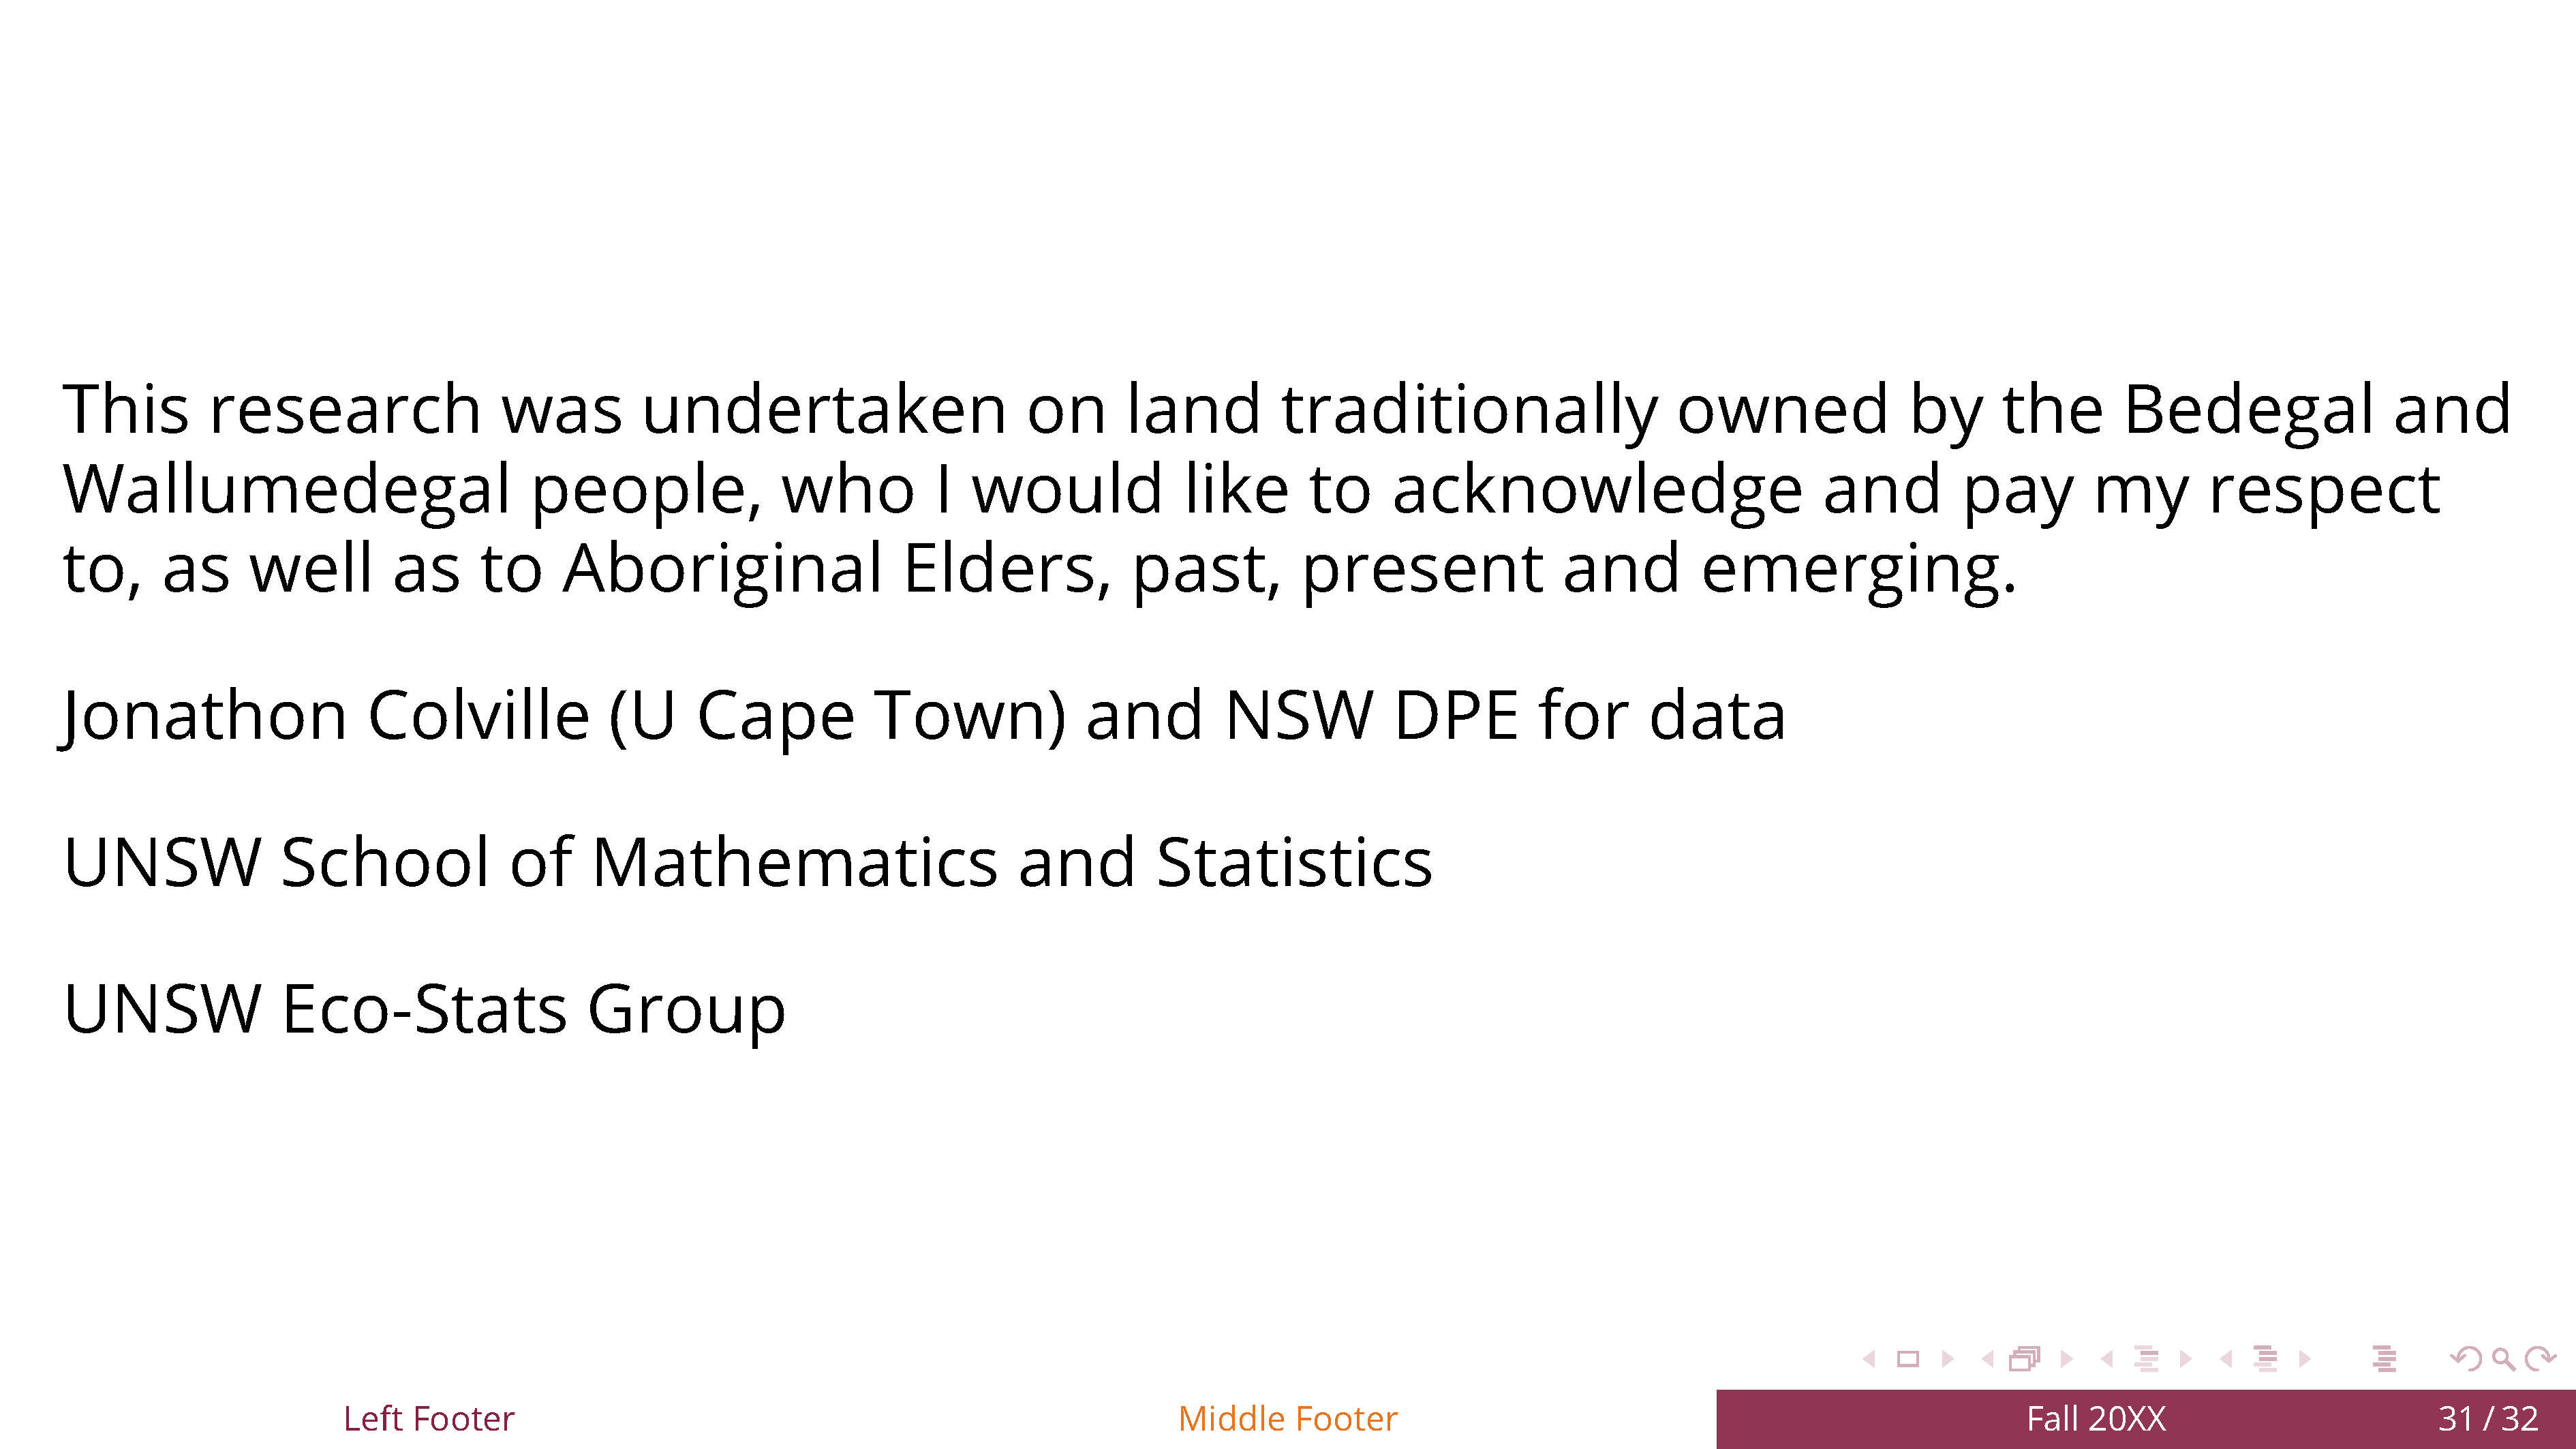 This research was undertaken on land traditionally owned by the Bedegal and
Wallumedegal people, who I would like to acknowledge and pay my respect
to, as well as to Aboriginal Elders, past, present and emerging.
Jonathon Colville (U Cape Town) and NSW DPE for data
UNSW School of Mathematics and Statistics
UNSW Eco-Stats Group
Left Footer
Middle Footer
Fall 20XX
31 / 32